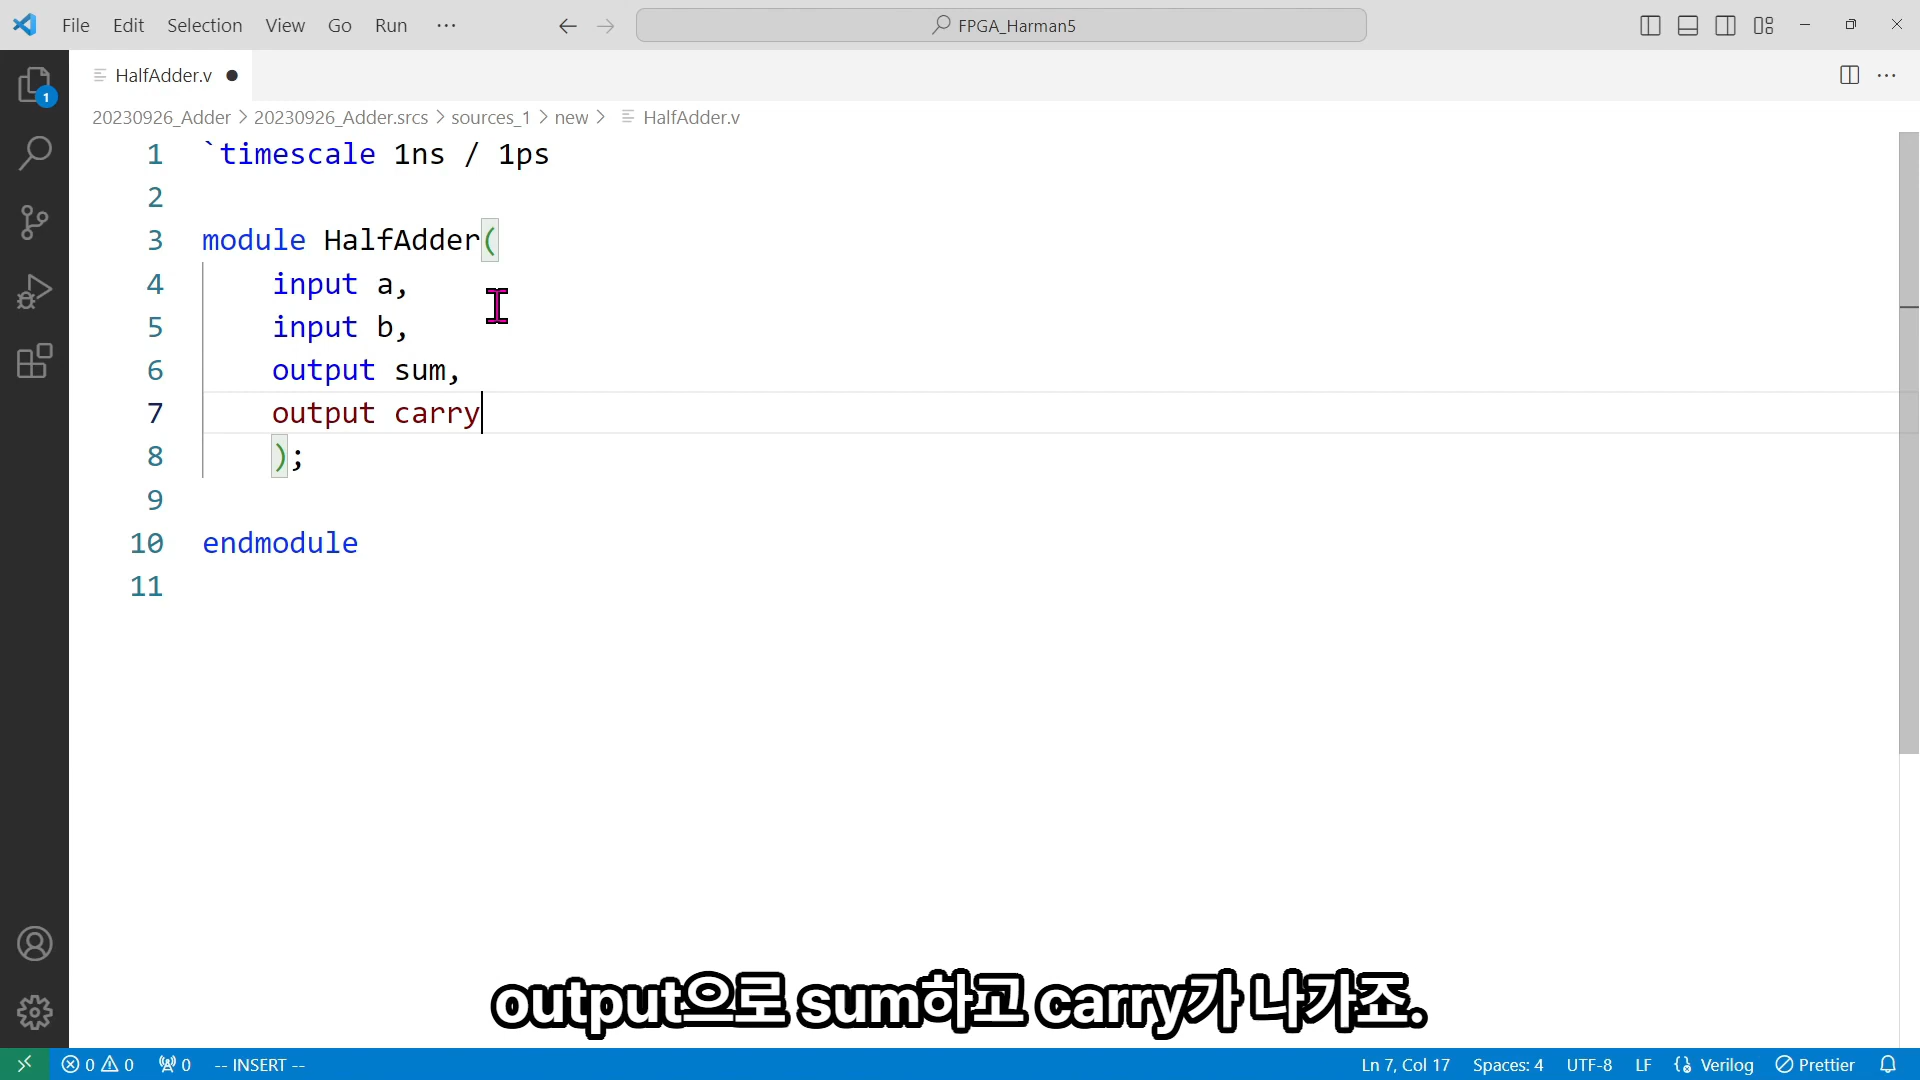 File Edit Selection View Go Run ··· FPGA_Harman5
HalfAdder.v
1
20230926_Adder > 20230926_Adder.srcs > sources_1 > new > HalfAdder.v
1 `timescale 1ns / 1ps
2
3 module HalfAdder(
4 input a,
5 input b,
6 output sum,
7 output carry
8 );
9
10 endmodule
11
output으로 sum하고 carry가 나가죠.
0 0 0 -- INSERT -- Ln 7, Col 17 Spaces: 4 UTF-8 LF Verilog Prettier